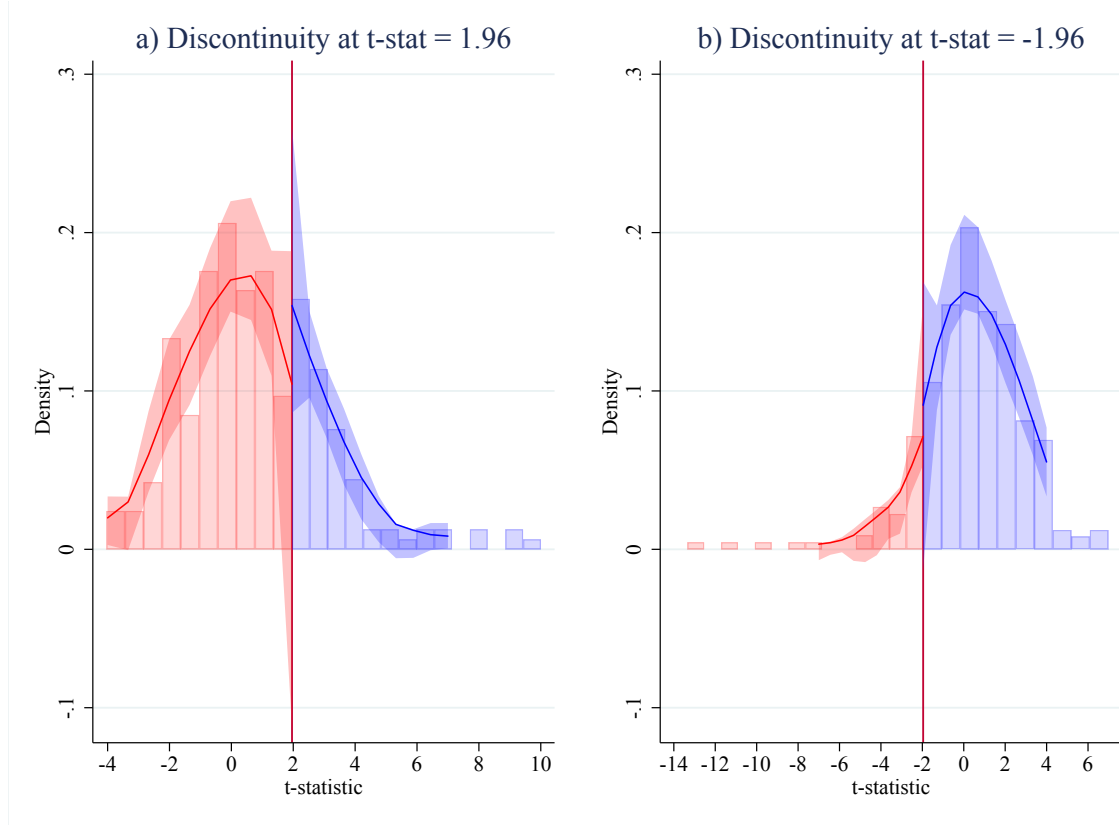 a) Discontinuity at t-stat = 1.96
.3
.2
.1
0
-.1
Density
-4 -2 0 2 4 6 8 10
t-statistic
b) Discontinuity at t-stat = -1.96
.3
.2
.1
0
-.1
Density
-14 -12 -10 -8 -6 -4 -2 0 2 4 6
t-statistic